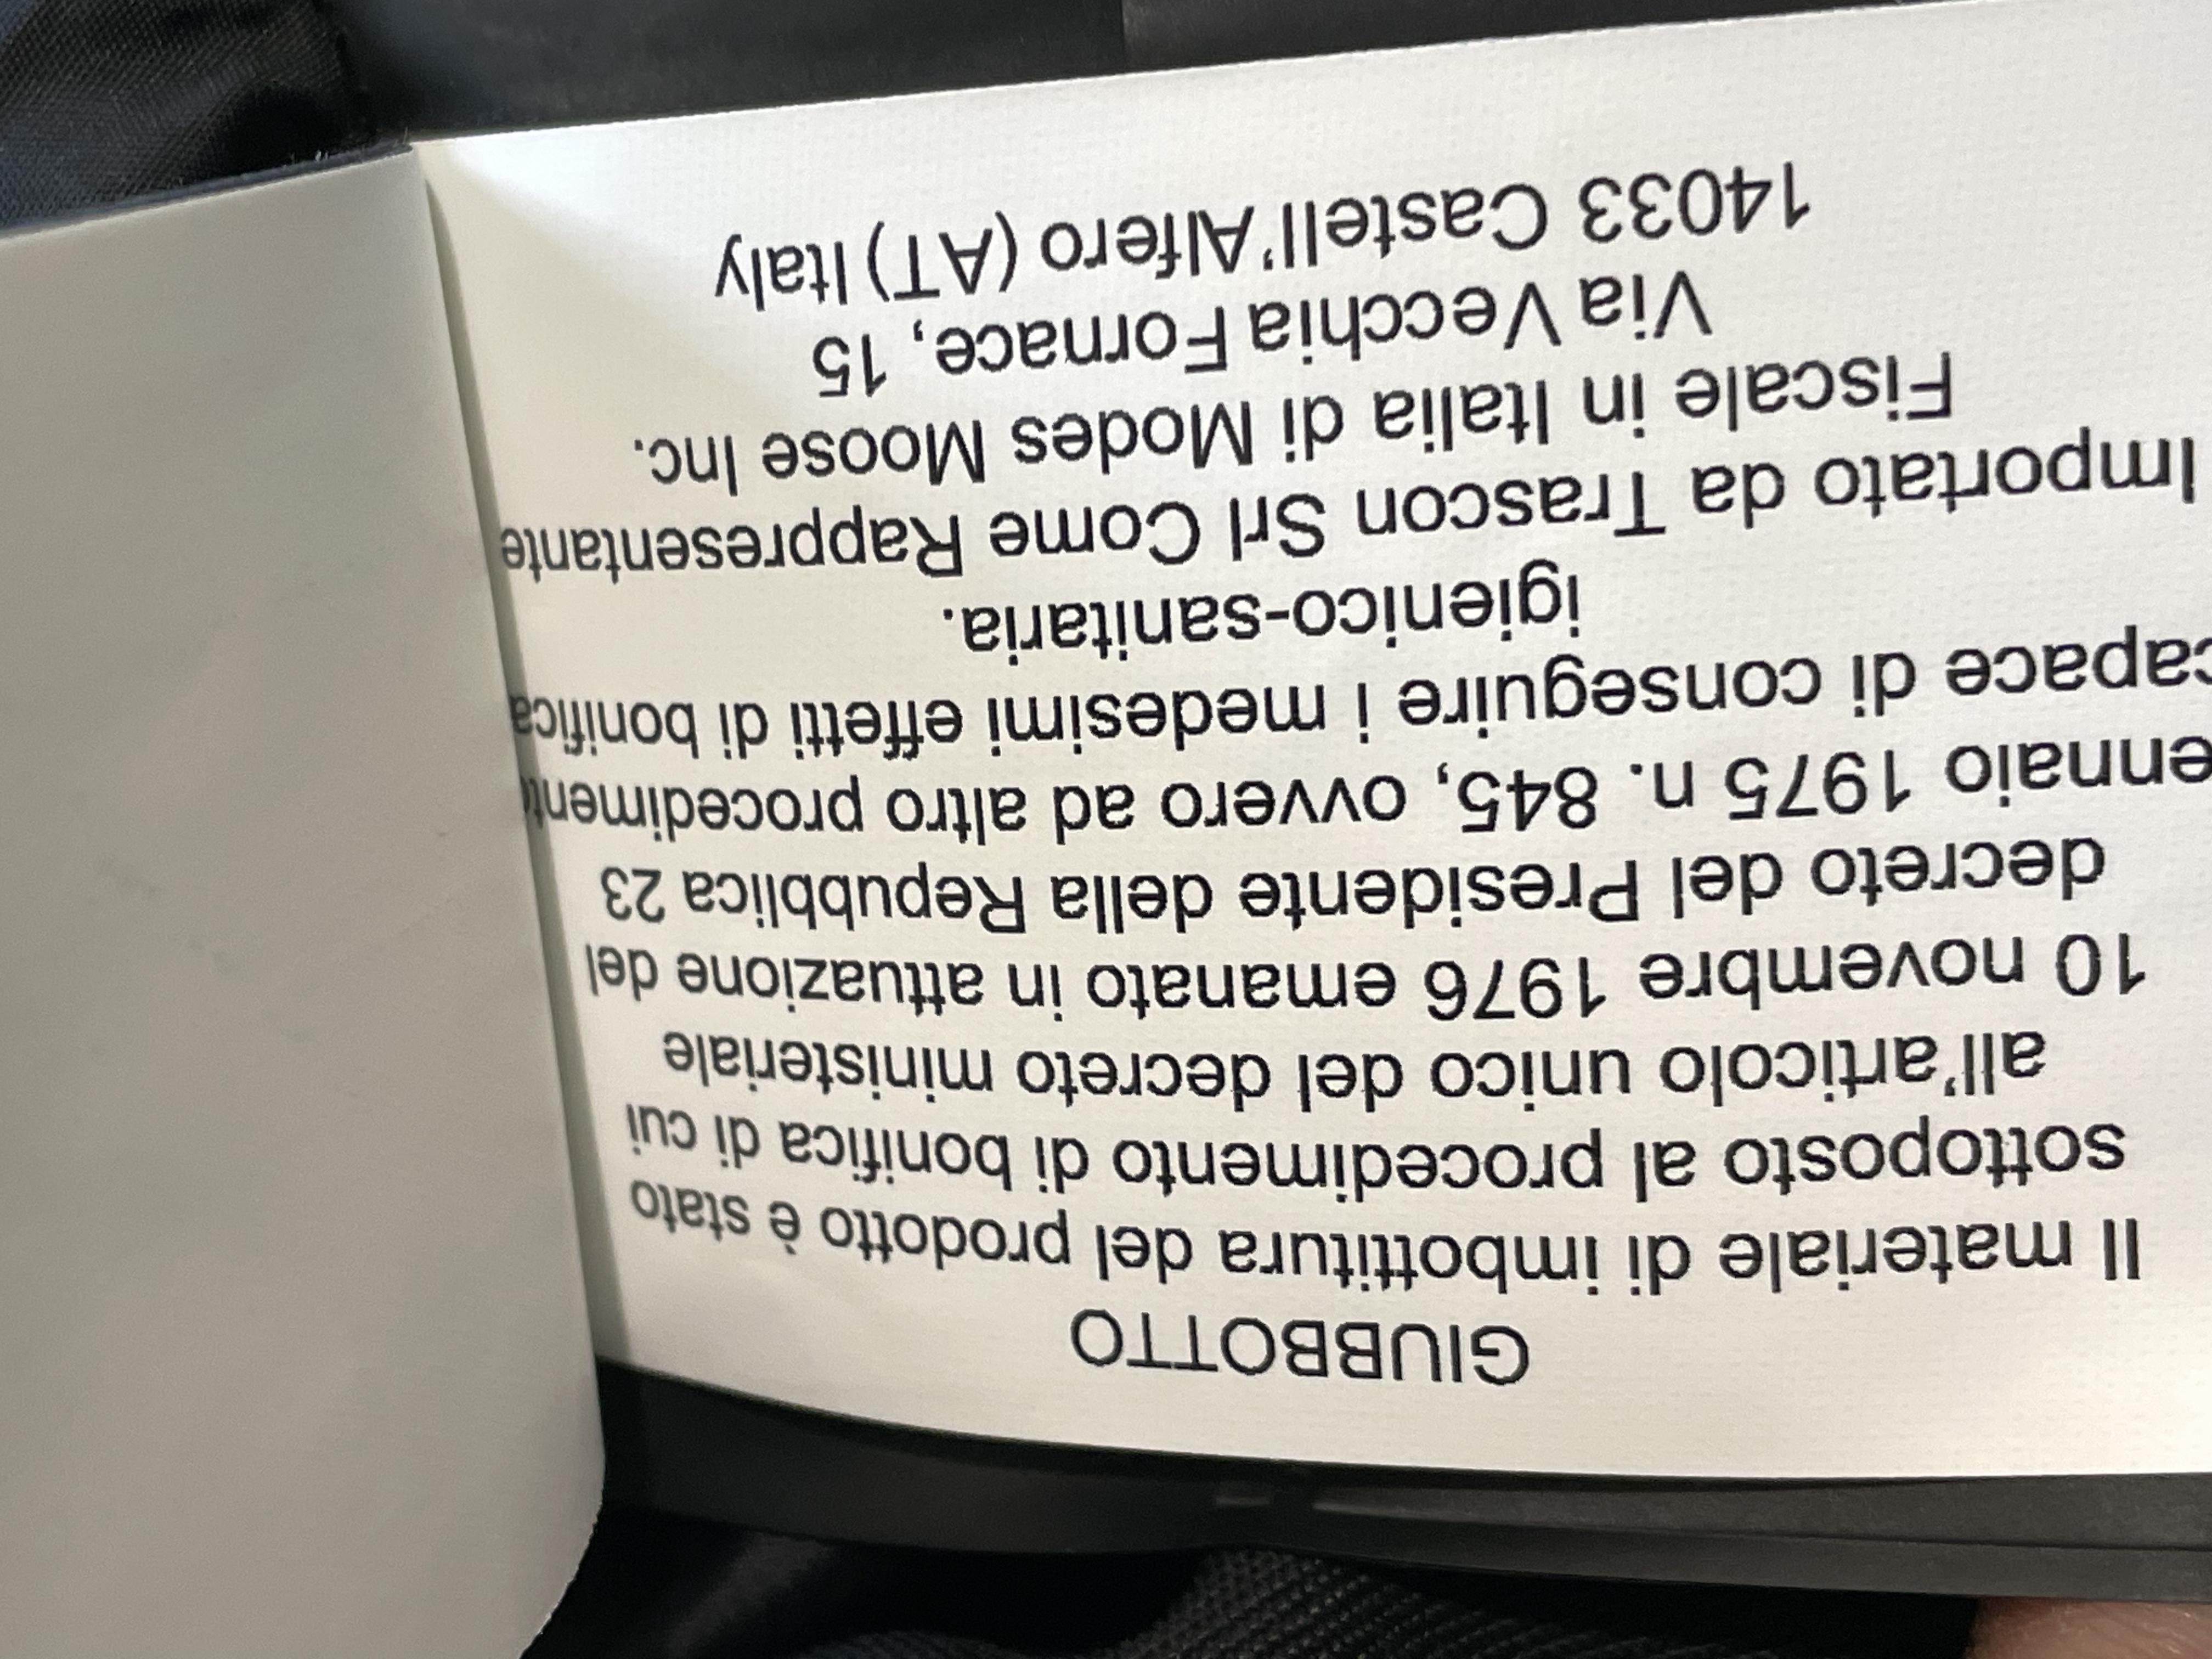 GIUBBOTTO
Il materiale di imbottitura del prodotto è stato
sottoposto al procedimento di bonifica di cui
all'articolo unico del decreto ministeriale
10 novembre 1976 emanato in attuazione del
decreto del Presidente della Repubblica 23
ennaio 1975 n. 845, ovvero ad altro procediment
capace di conseguire i medesimi effetti di bonifica
igienico-sanitaria.
Importato da Trascon Srl Come Rappresentante
Fiscale in Italia di Modes Moose Inc.
Via Vecchia Fornace, 15
14033 Castell'Alfero (AT) Italy